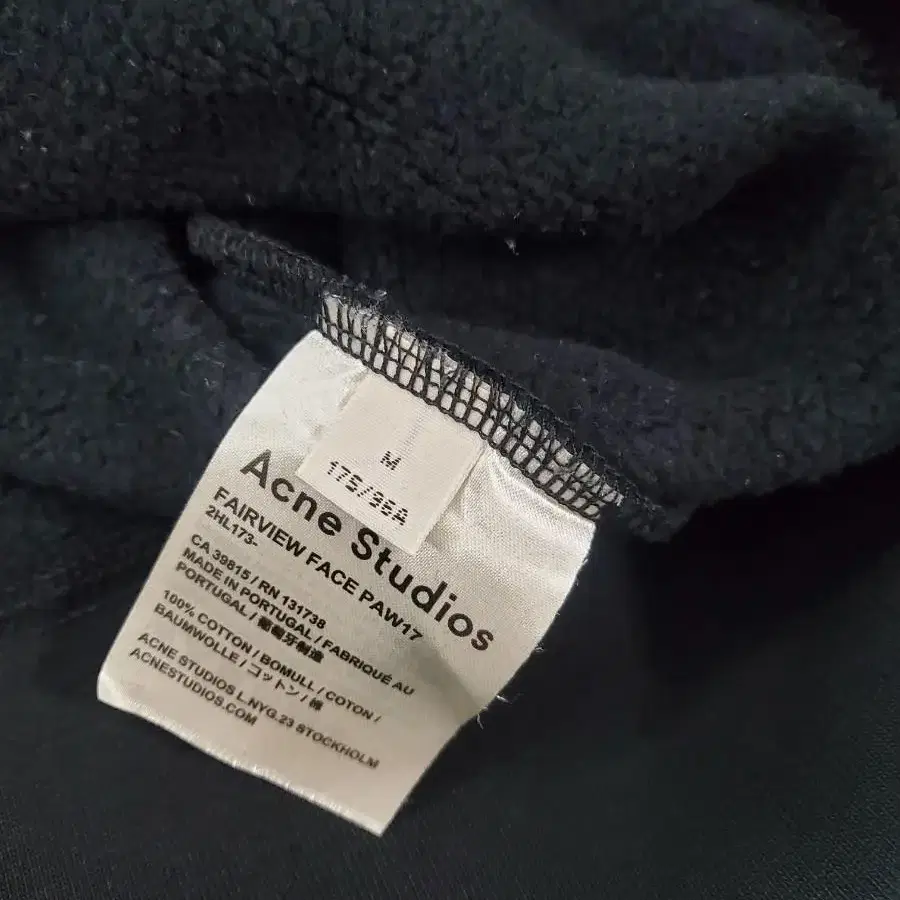 M
175/96A
Acne Studios
FAIRVIEW FACE PAW17
2HL173-
CA 39815 / RN 131738
MADE IN PORTUGAL / FABRIQUÉ AU
PORTUGAL / 葡萄牙制造
100% COTTON / BOMULL / COTON /
BAUMWOLLE / コットン / 棉
ACNE STUDIOS L.NYG.23 STOCKHOLM
ACNESTUDIOS.COM